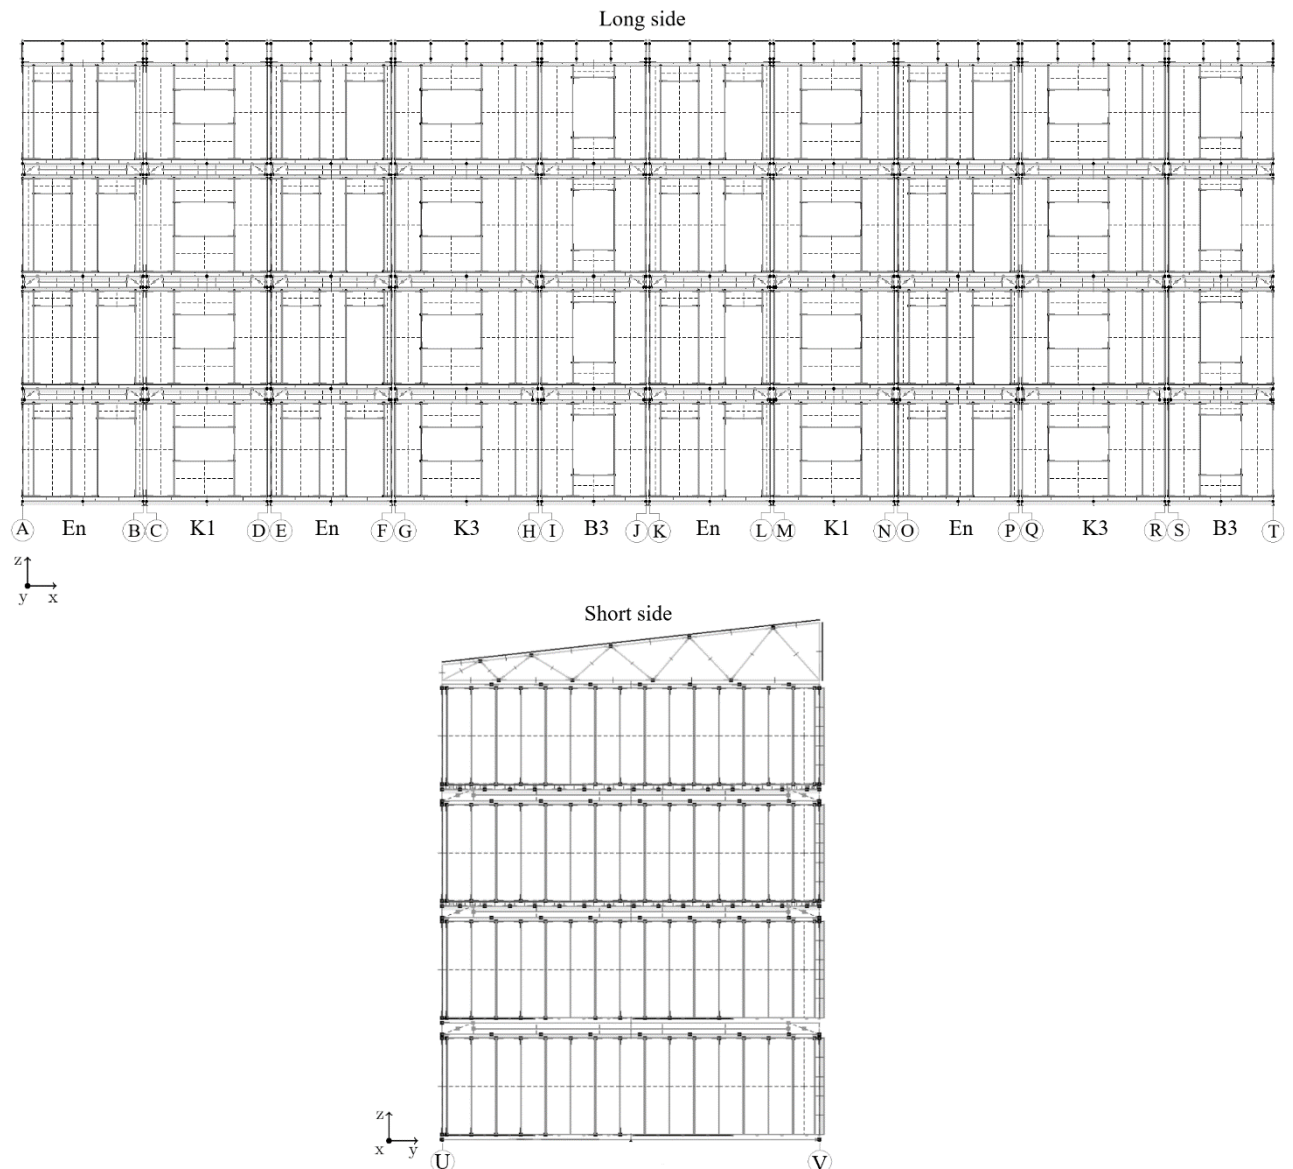 Long side
A En B C K1 D E En F G K3 H I B3 J K En L M K1 N O En P Q K3 R S B3 T
z
y x
Short side
z
x y
U V